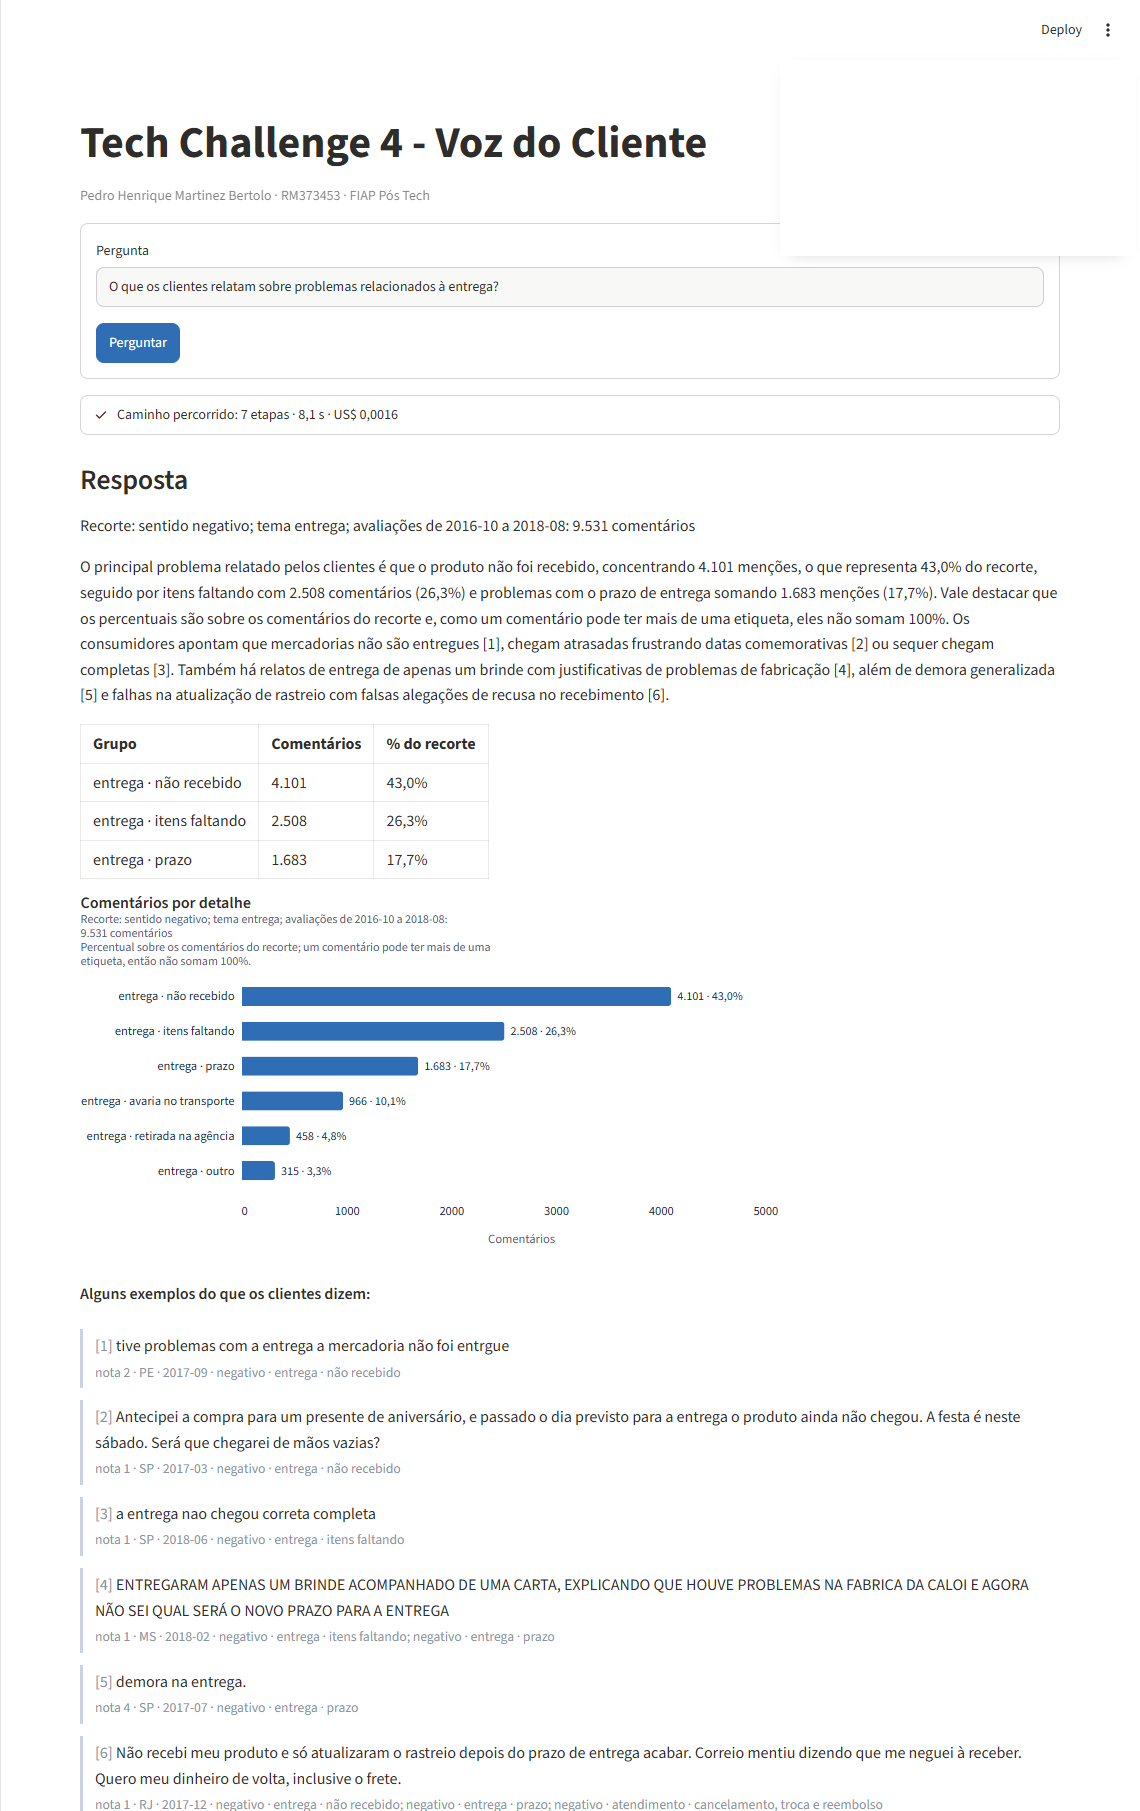 Deploy
Tech Challenge 4 - Voz do Cliente
Pedro Henrique Martinez Bertolo · RM373453 · FIAP Pós Tech
Pergunta
O que os clientes relatam sobre problemas relacionados à entrega?
Perguntar
Caminho percorrido: 7 etapas · 8,1 s · US$ 0,0016
Resposta
Recorte: sentido negativo; tema entrega; avaliações de 2016-10 a 2018-08: 9.531 comentários
O principal problema relatado pelos clientes é que o produto não foi recebido, concentrando 4.101 menções, o que representa 43,0% do recorte,
seguido por itens faltando com 2.508 comentários (26,3%) e problemas com o prazo de entrega somando 1.683 menções (17,7%). Vale destacar que
os percentuais são sobre os comentários do recorte e, como um comentário pode ter mais de uma etiqueta, eles não somam 100%. Os
consumidores apontam que mercadorias não são entregues [1], chegam atrasadas frustrando datas comemorativas [2] ou sequer chegam
completas [3]. Também há relatos de entrega de apenas um brinde com justificativas de problemas de fabricação [4], além de demora generalizada
[5] e falhas na atualização de rastreio com falsas alegações de recusa no recebimento [6].
Grupo Comentários % do recorte
entrega · não recebido 4.101 43,0%
entrega · itens faltando 2.508 26,3%
entrega · prazo 1.683 17,7%
Comentários por detalhe
Recorte: sentido negativo; tema entrega; avaliações de 2016-10 a 2018-08:
9.531 comentários
Percentual sobre os comentários do recorte; um comentário pode ter mais de uma
etiqueta, então não somam 100%.
entrega · não recebido 4.101 · 43,0%
entrega · itens faltando 2.508 · 26,3%
entrega · prazo 1.683 · 17,7%
entrega · avaria no transporte 966 · 10,1%
entrega · retirada na agência 458 · 4,8%
entrega · outro 315 · 3,3%
0 1000 2000 3000 4000 5000
Comentários
Alguns exemplos do que os clientes dizem:
[1] tive problemas com a entrega a mercadoria não foi entrgue
nota 2 · PE · 2017-09 · negativo · entrega · não recebido
[2] Antecipei a compra para um presente de aniversário, e passado o dia previsto para a entrega o produto ainda não chegou. A festa é neste
sábado. Será que chegarei de mãos vazias?
nota 1 · SP · 2017-03 · negativo · entrega · não recebido
[3] a entrega nao chegou correta completa
nota 1 · SP · 2018-06 · negativo · entrega · itens faltando
[4] ENTREGARAM APENAS UM BRINDE ACOMPANHADO DE UMA CARTA, EXPLICANDO QUE HOUVE PROBLEMAS NA FABRICA DA CALOI E AGORA
NÃO SEI QUAL SERÁ O NOVO PRAZO PARA A ENTREGA
nota 1 · MS · 2018-02 · negativo · entrega · itens faltando; negativo · entrega · prazo
[5] demora na entrega.
nota 4 · SP · 2017-07 · negativo · entrega · prazo
[6] Não recebi meu produto e só atualizaram o rastreio depois do prazo de entrega acabar. Correio mentiu dizendo que me neguei à receber.
Quero meu dinheiro de volta, inclusive o frete.
nota 1 · RJ · 2017-12 · negativo · entrega · não recebido; negativo · entrega · prazo; negativo · atendimento · cancelamento, troca e reembolso